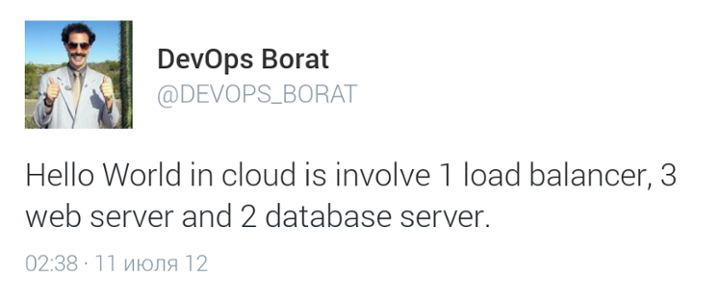 DevOps Borat
@DEVOPS_BORAT
Hello World in cloud is involve 1 load balancer, 3
web server and 2 database server.
02:38 · 11 июля 12